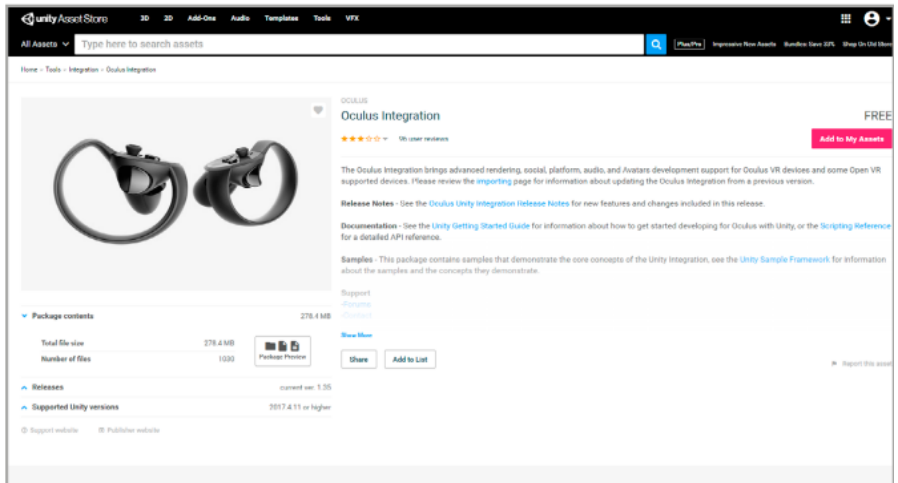 unity Asset Store 3D 2D Add-Ons Audio Templates Tools VFX
All Assets Type here to search assets Plus/Pro Impressive New Assets Bundles: Save 33% Shop On Old Store
Home > Tools > Integration > Oculus Integration
OCULUS
Oculus Integration FREE
96 user reviews
Add to My Assets
The Oculus Integration brings advanced rendering, social, platform, audio, and Avatars development support for Oculus VR devices and some Open VR
supported devices. Please review the importing page for information about updating the Oculus Integration from a previous version.
Release Notes - See the Oculus Unity Integration Release Notes for new features and changes included in this release.
Documentation - See the Unity Getting Started Guide for information about how to get started developing for Oculus with Unity, or the Scripting Reference
for a detailed API reference.
Samples - This package contains samples that demonstrate the core concepts of the Unity Integration, see the Unity Sample Framework for information
about the samples and the concepts they demonstrate.
Support
-Forums
-Contact
Show More
Share Add to List
Report this asset
Package contents 278.4 MB
Total file size 278.4 MB
Number of files 1030
Package Preview
Releases current ver. 1.35
Supported Unity versions 2017.4.11 or higher
Support website Publisher website